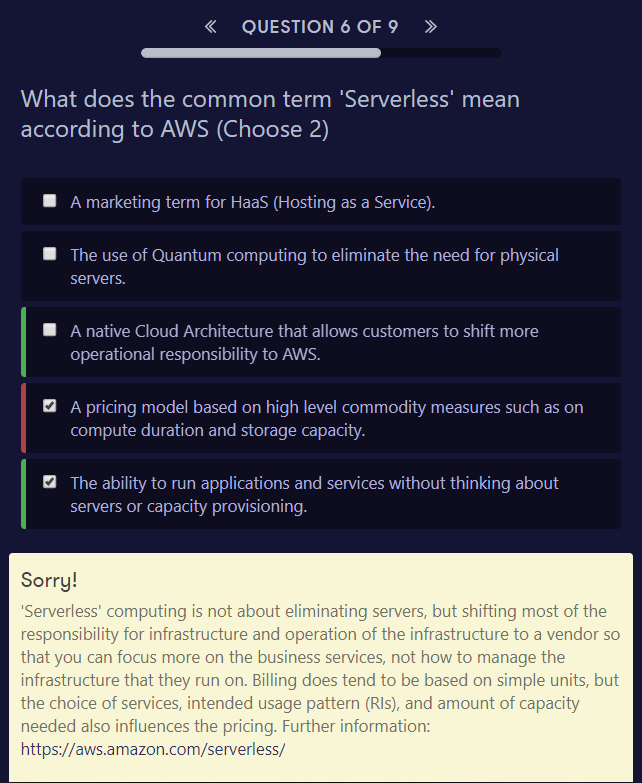 QUESTION 6 OF 9
What does the common term 'Serverless' mean
according to AWS (Choose 2)
A marketing term for HaaS (Hosting as a Service).
The use of Quantum computing to eliminate the need for physical
servers.
A native Cloud Architecture that allows customers to shift more
operational responsibility to AWS.
A pricing model based on high level commodity measures such as on
compute duration and storage capacity.
The ability to run applications and services without thinking about
servers or capacity provisioning.
Sorry!
'Serverless' computing is not about eliminating servers, but shifting most of the
responsibility for infrastructure and operation of the infrastructure to a vendor so
that you can focus more on the business services, not how to manage the
infrastructure that they run on. Billing does tend to be based on simple units, but
the choice of services, intended usage pattern (RIs), and amount of capacity
needed also influences the pricing. Further information:
https://aws.amazon.com/serverless/